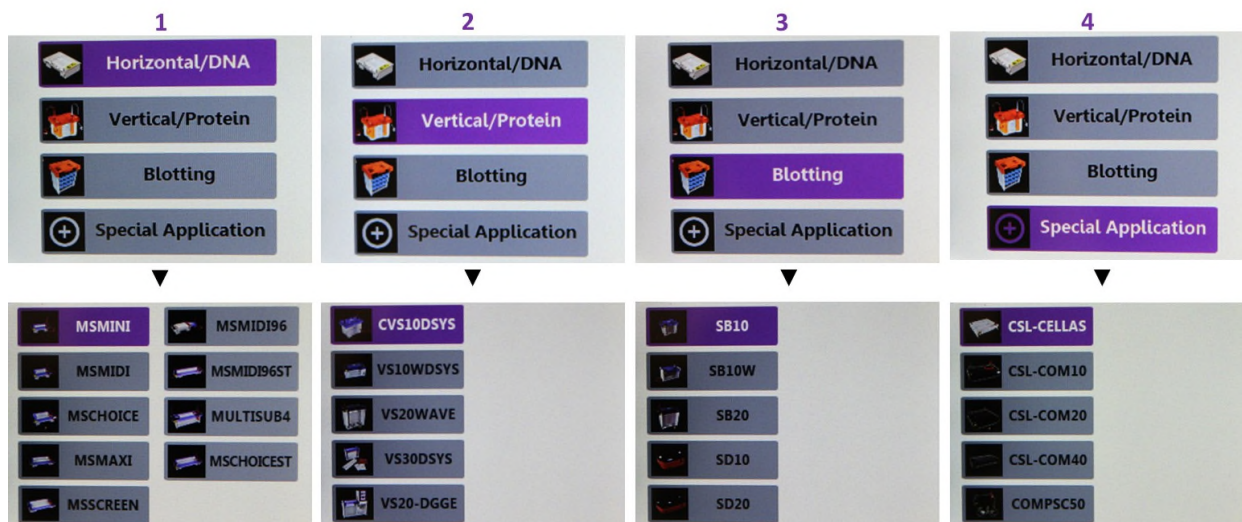 1
Horizontal/DNA
Vertical/Protein
Blotting
Special Application
▼
MSMINI
MSMIDI
MSCHOICE
MSMAXI
MSSCREEN
MSMIDI96
MSMIDI96ST
MULTISUB4
MSCHOICEST
2
Horizontal/DNA
Vertical/Protein
Blotting
Special Application
▼
CVS10DSYS
VS10WDSYS
VS20WAVE
VS30DSYS
VS20-DGGE
3
Horizontal/DNA
Vertical/Protein
Blotting
Special Application
▼
SB10
SB10W
SB20
SD10
SD20
4
Horizontal/DNA
Vertical/Protein
Blotting
Special Application
▼
CSL-CELLAS
CSL-COM10
CSL-COM20
CSL-COM40
COMPSC50